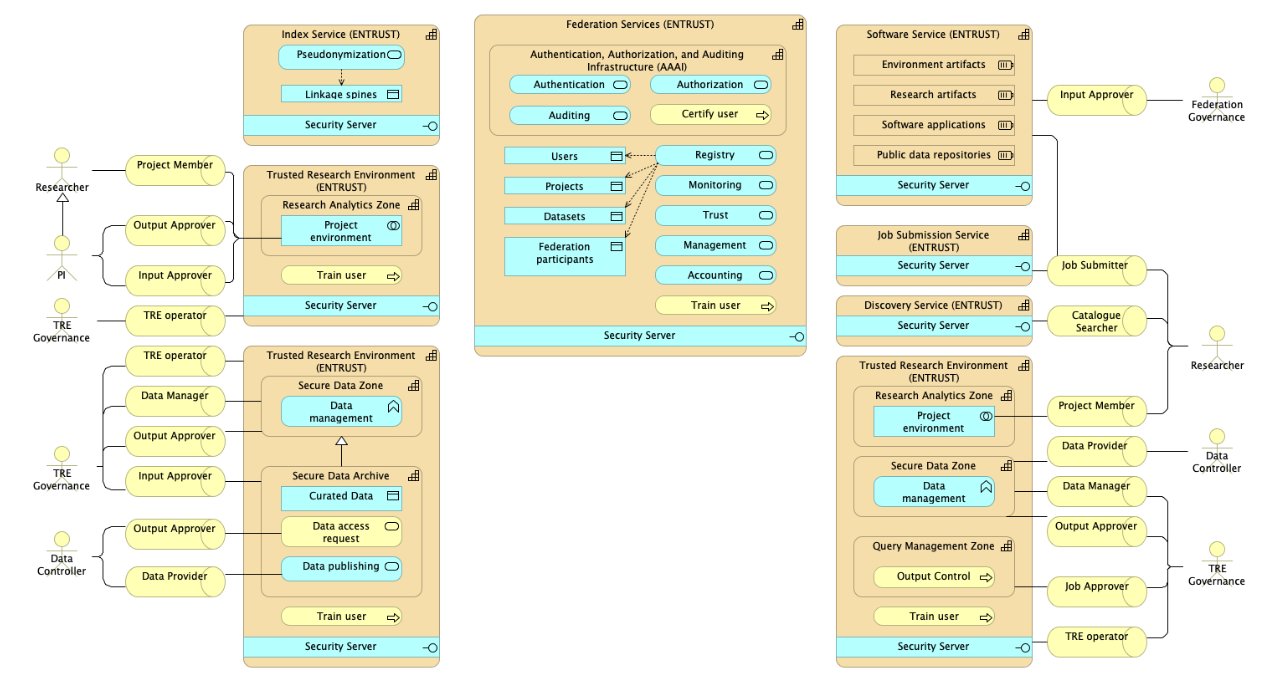 Index Service (ENTRUST)
Pseudonymization
Linkage spines
Security Server
Project Member
Researcher
Output Approver
PI
Input Approver
Trusted Research Environment
(ENTRUST)
Research Analytics Zone
Project
environment
Train user
Security Server
TRE
Governance
TRE operator
TRE operator
Data Manager
Output Approver
TRE
Governance
Input Approver
Trusted Research Environment
(ENTRUST)
Secure Data Zone
Data
management
Secure Data Archive
Curated Data
Data access
request
Data publishing
Output Approver
Data
Controller
Data Provider
Train user
Security Server
Federation Services (ENTRUST)
Authentication, Authorization, and Auditing
Infrastructure (AAAI)
Authentication
Authorization
Auditing
Certify user
Users
Registry
Projects
Monitoring
Datasets
Trust
Federation
participants
Management
Accounting
Train user
Security Server
Software Service (ENTRUST)
Environment artifacts
Research artifacts
Software applications
Public data repositories
Security Server
Input Approver
Federation
Governance
Job Submission Service
(ENTRUST)
Security Server
Job Submitter
Discovery Service (ENTRUST)
Security Server
Catalogue
Searcher
Researcher
Trusted Research Environment
(ENTRUST)
Research Analytics Zone
Project
environment
Project Member
Secure Data Zone
Data
management
Data Provider
Data
Controller
Data Manager
Output Approver
Query Management Zone
Output Control
TRE
Governance
Job Approver
Train user
TRE operator
Security Server